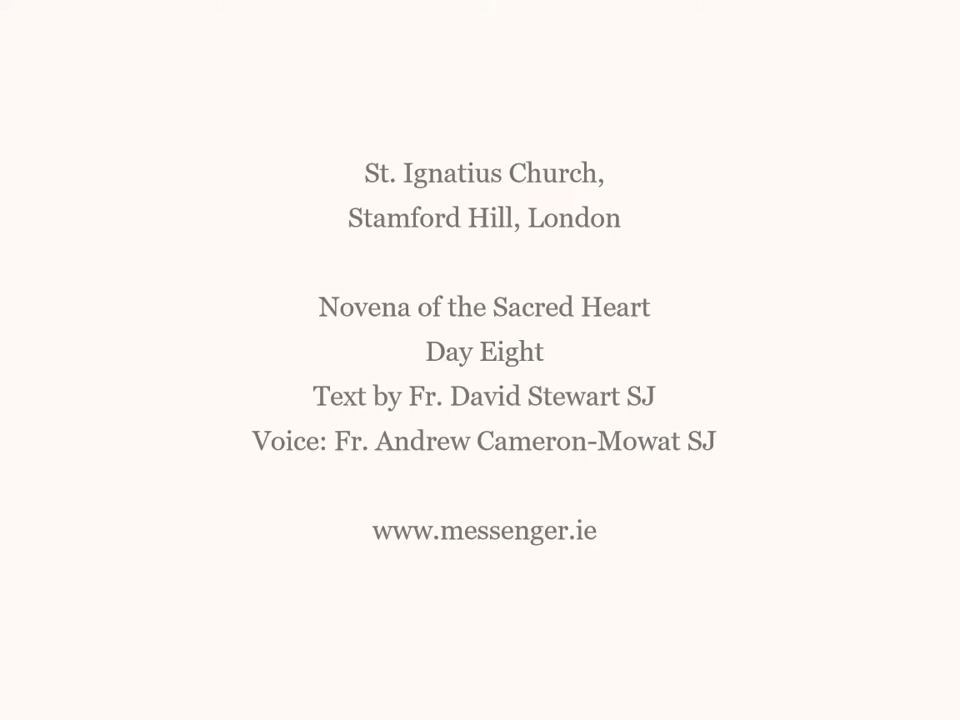 St. Ignatius Church,
Stamford Hill, London
Novena of the Sacred Heart
Day Eight
Text by Fr. David Stewart SJ
Voice: Fr. Andrew Cameron-Mowat SJ
www.messenger.ie